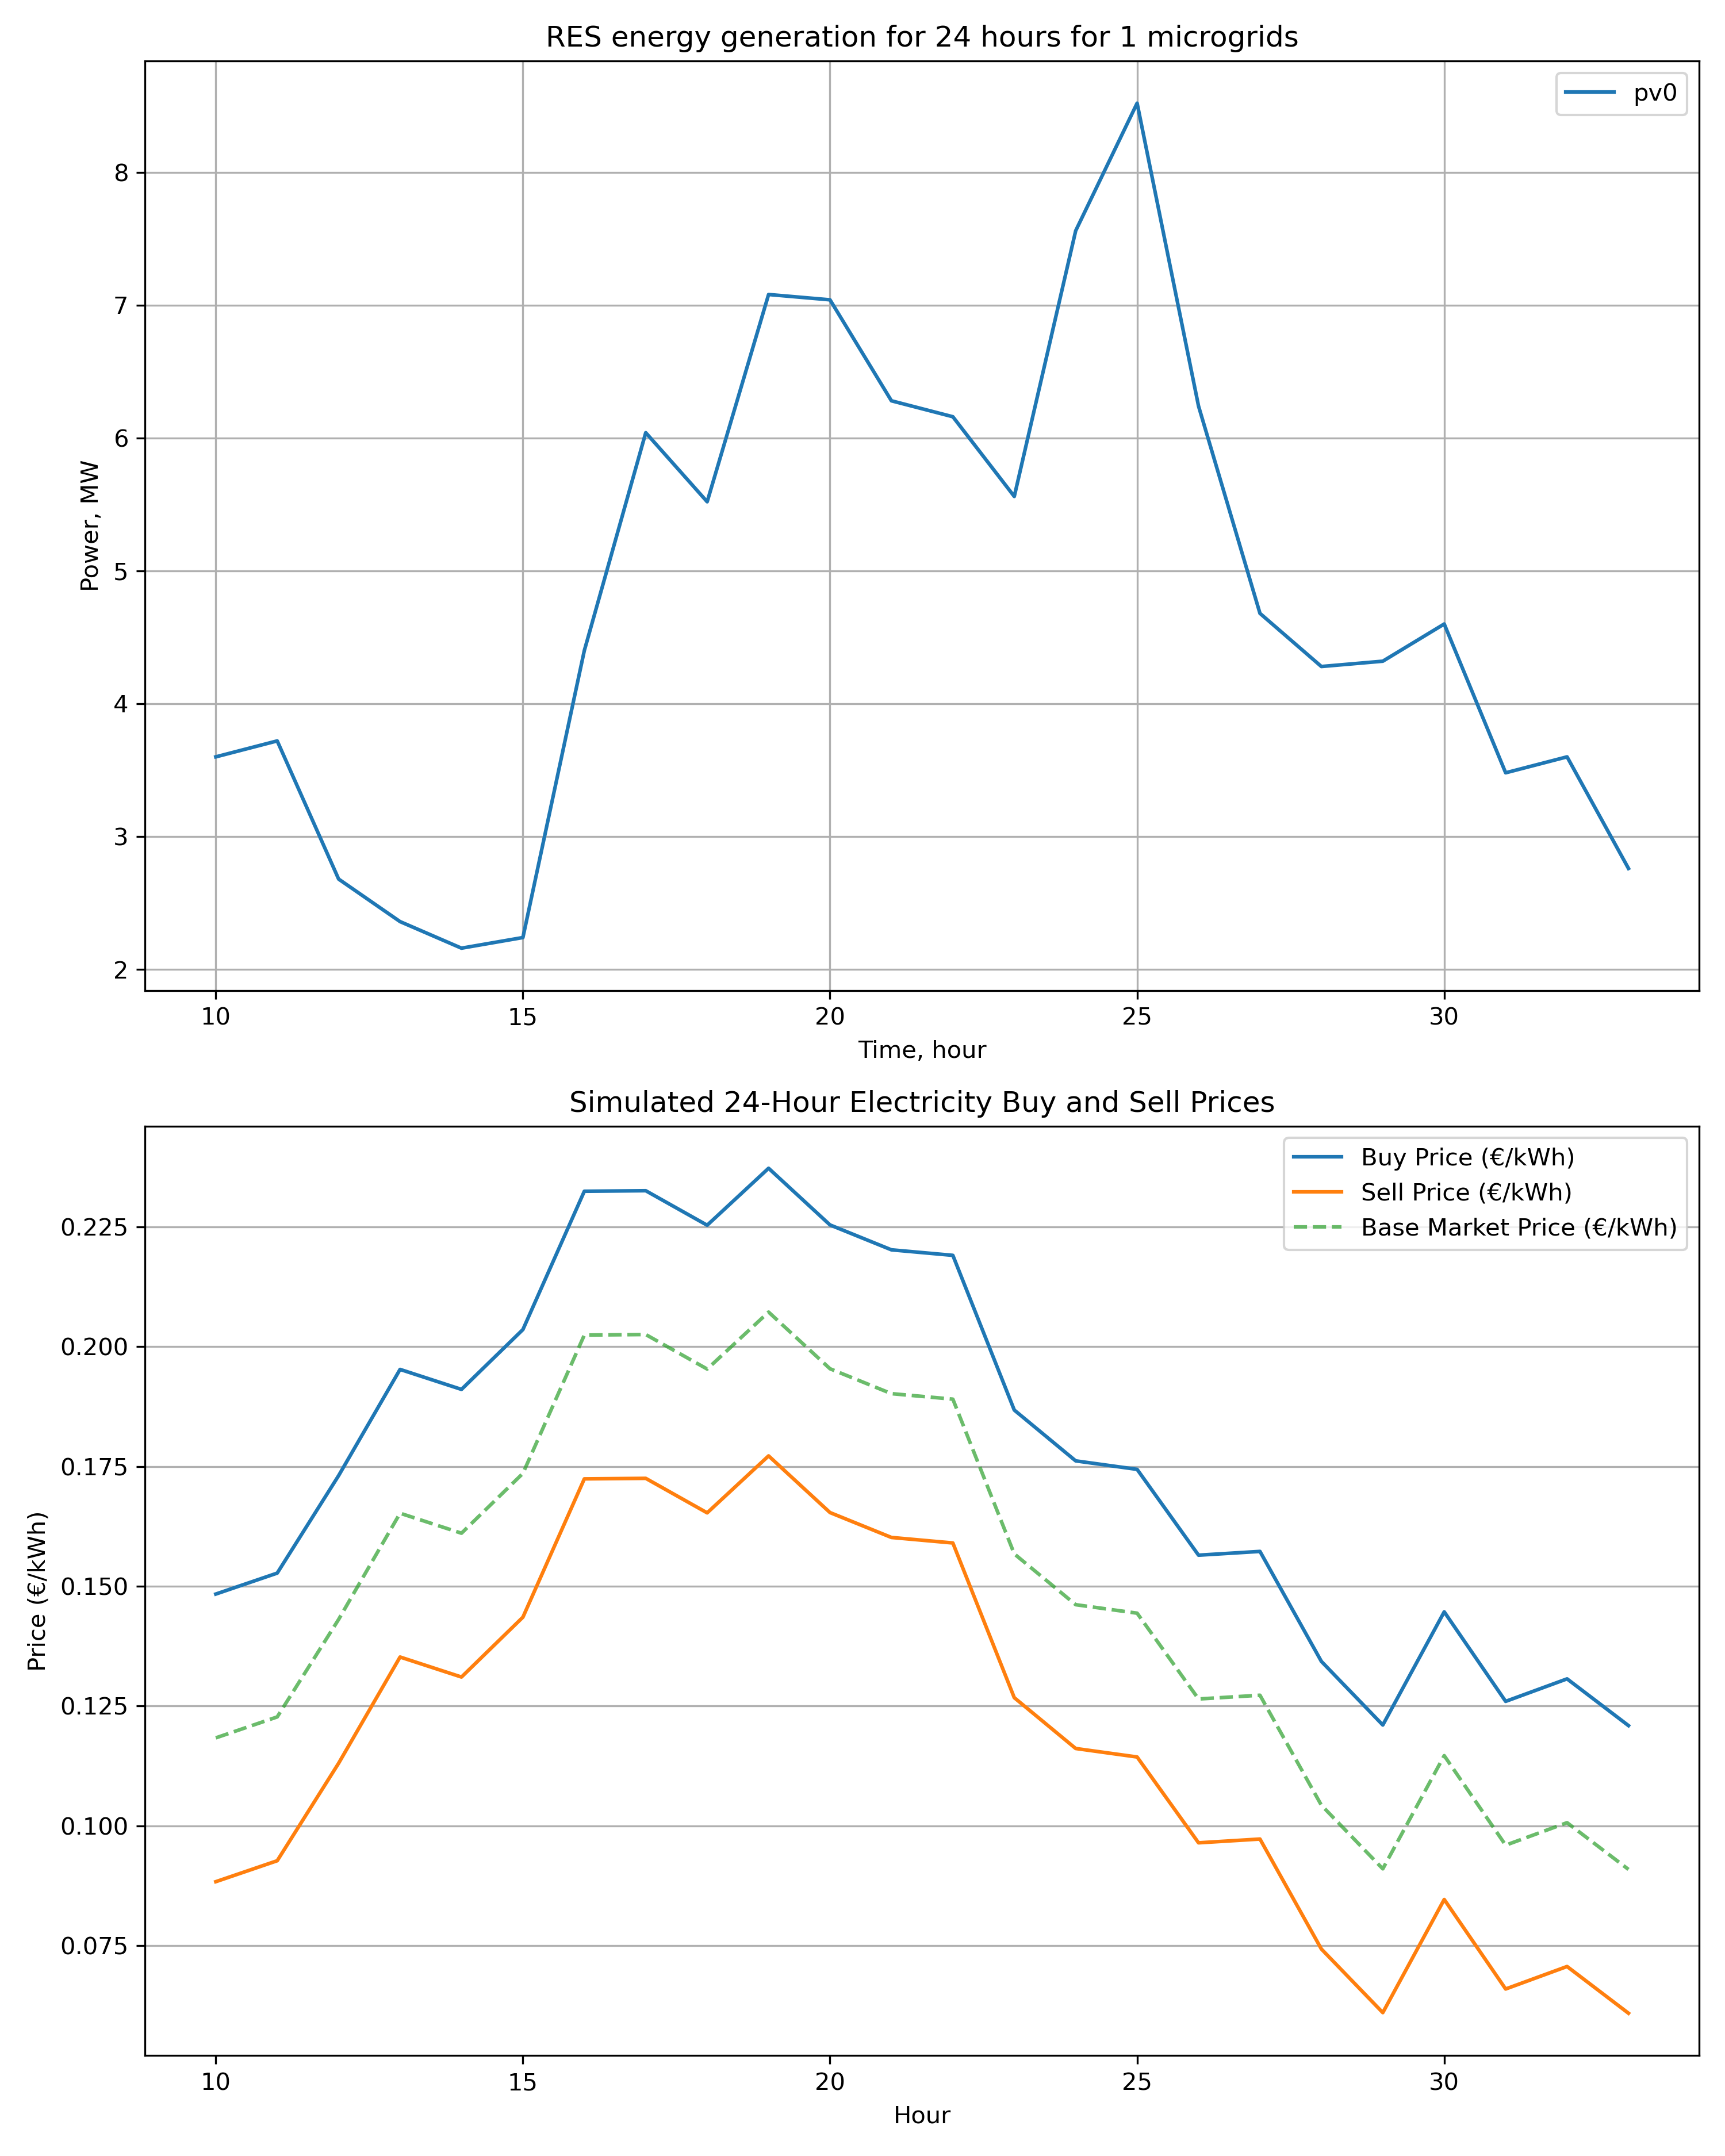 RES energy generation for 24 hours for 1 microgrids
pv0
8
7
6
5
4
3
2
Power, MW
10 15 20 25 30
Time, hour
Simulated 24-Hour Electricity Buy and Sell Prices
Buy Price (€/kWh)
Sell Price (€/kWh)
Base Market Price (€/kWh)
0.225
0.200
0.175
0.150
0.125
0.100
0.075
Price (€/kWh)
10 15 20 25 30
Hour